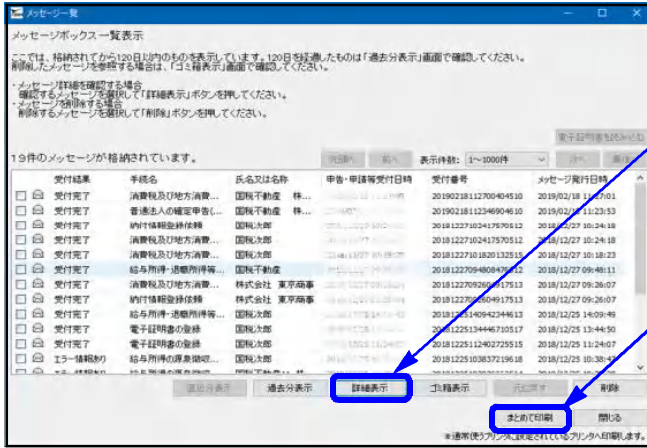 メッセージ一覧
メッセージボックス一覧表示
ここでは、格納されてから120日以内のものを表示しています。120日を経過したものは「過去分表示」画面で確認してください。
削除したメッセージを参照する場合は、「ゴミ箱表示」画面で確認してください。
・メッセージ詳細を確認する場合
確認するメッセージを選択して「詳細表示」ボタンを押してください。
・メッセージを削除する場合
削除するメッセージを選択して「削除」ボタンを押してください。
19件のメッセージが格納されています。 前へ 表示件数: 1～1000件 次へ
受付結果 手続名 氏名又は名称 申告・申請等受付日時 受付番号 メッセージ発行日時
受付完了 消費税及び地方消費... 国税不動産 株... 20190218112700404510 2019/02/18 11:27:01
受付完了 普通法人の確定申告(... 国税不動産 株... 20190218112346904610 2019/02/18 11:23:53
受付完了 納付情報登録依頼 国税次郎 2018/12/27 10:24:18
受付完了 消費税及び地方消費... 国税次郎 20181227102417570512 2018/12/27 10:24:18
受付完了 消費税及び地方消費... 国税次郎 20181227101820132515 2018/12/27 10:18:23
受付完了 給与所得・退職所得等... 国税不動産 2018/12/27 09:48:11
受付完了 消費税及び地方消費... 株式会社 東京商事 20181227092602917513 2018/12/27 09:26:07
受付完了 納付情報登録依頼 株式会社 東京商事 2018/12/27 09:26:07
受付完了 給与所得・退職所得等... 国税次郎 2018/12/25 14:09:49
受付完了 電子証明書の登録 国税次郎 2018/12/25 13:44:50
受付完了 電子証明書の登録 国税次郎 20181225112402705515 2018/12/25 11:24:07
エラー情報あり 給与所得の源泉徴収... 国税次郎 20181225103837219618 2018/12/25 10:38:43
直近分表示 過去分表示 詳細表示 ゴミ箱表示 元に戻す 削除
まとめて印刷 閉じる
※通常使うプリンタに設定されているプリンタへ印刷します。